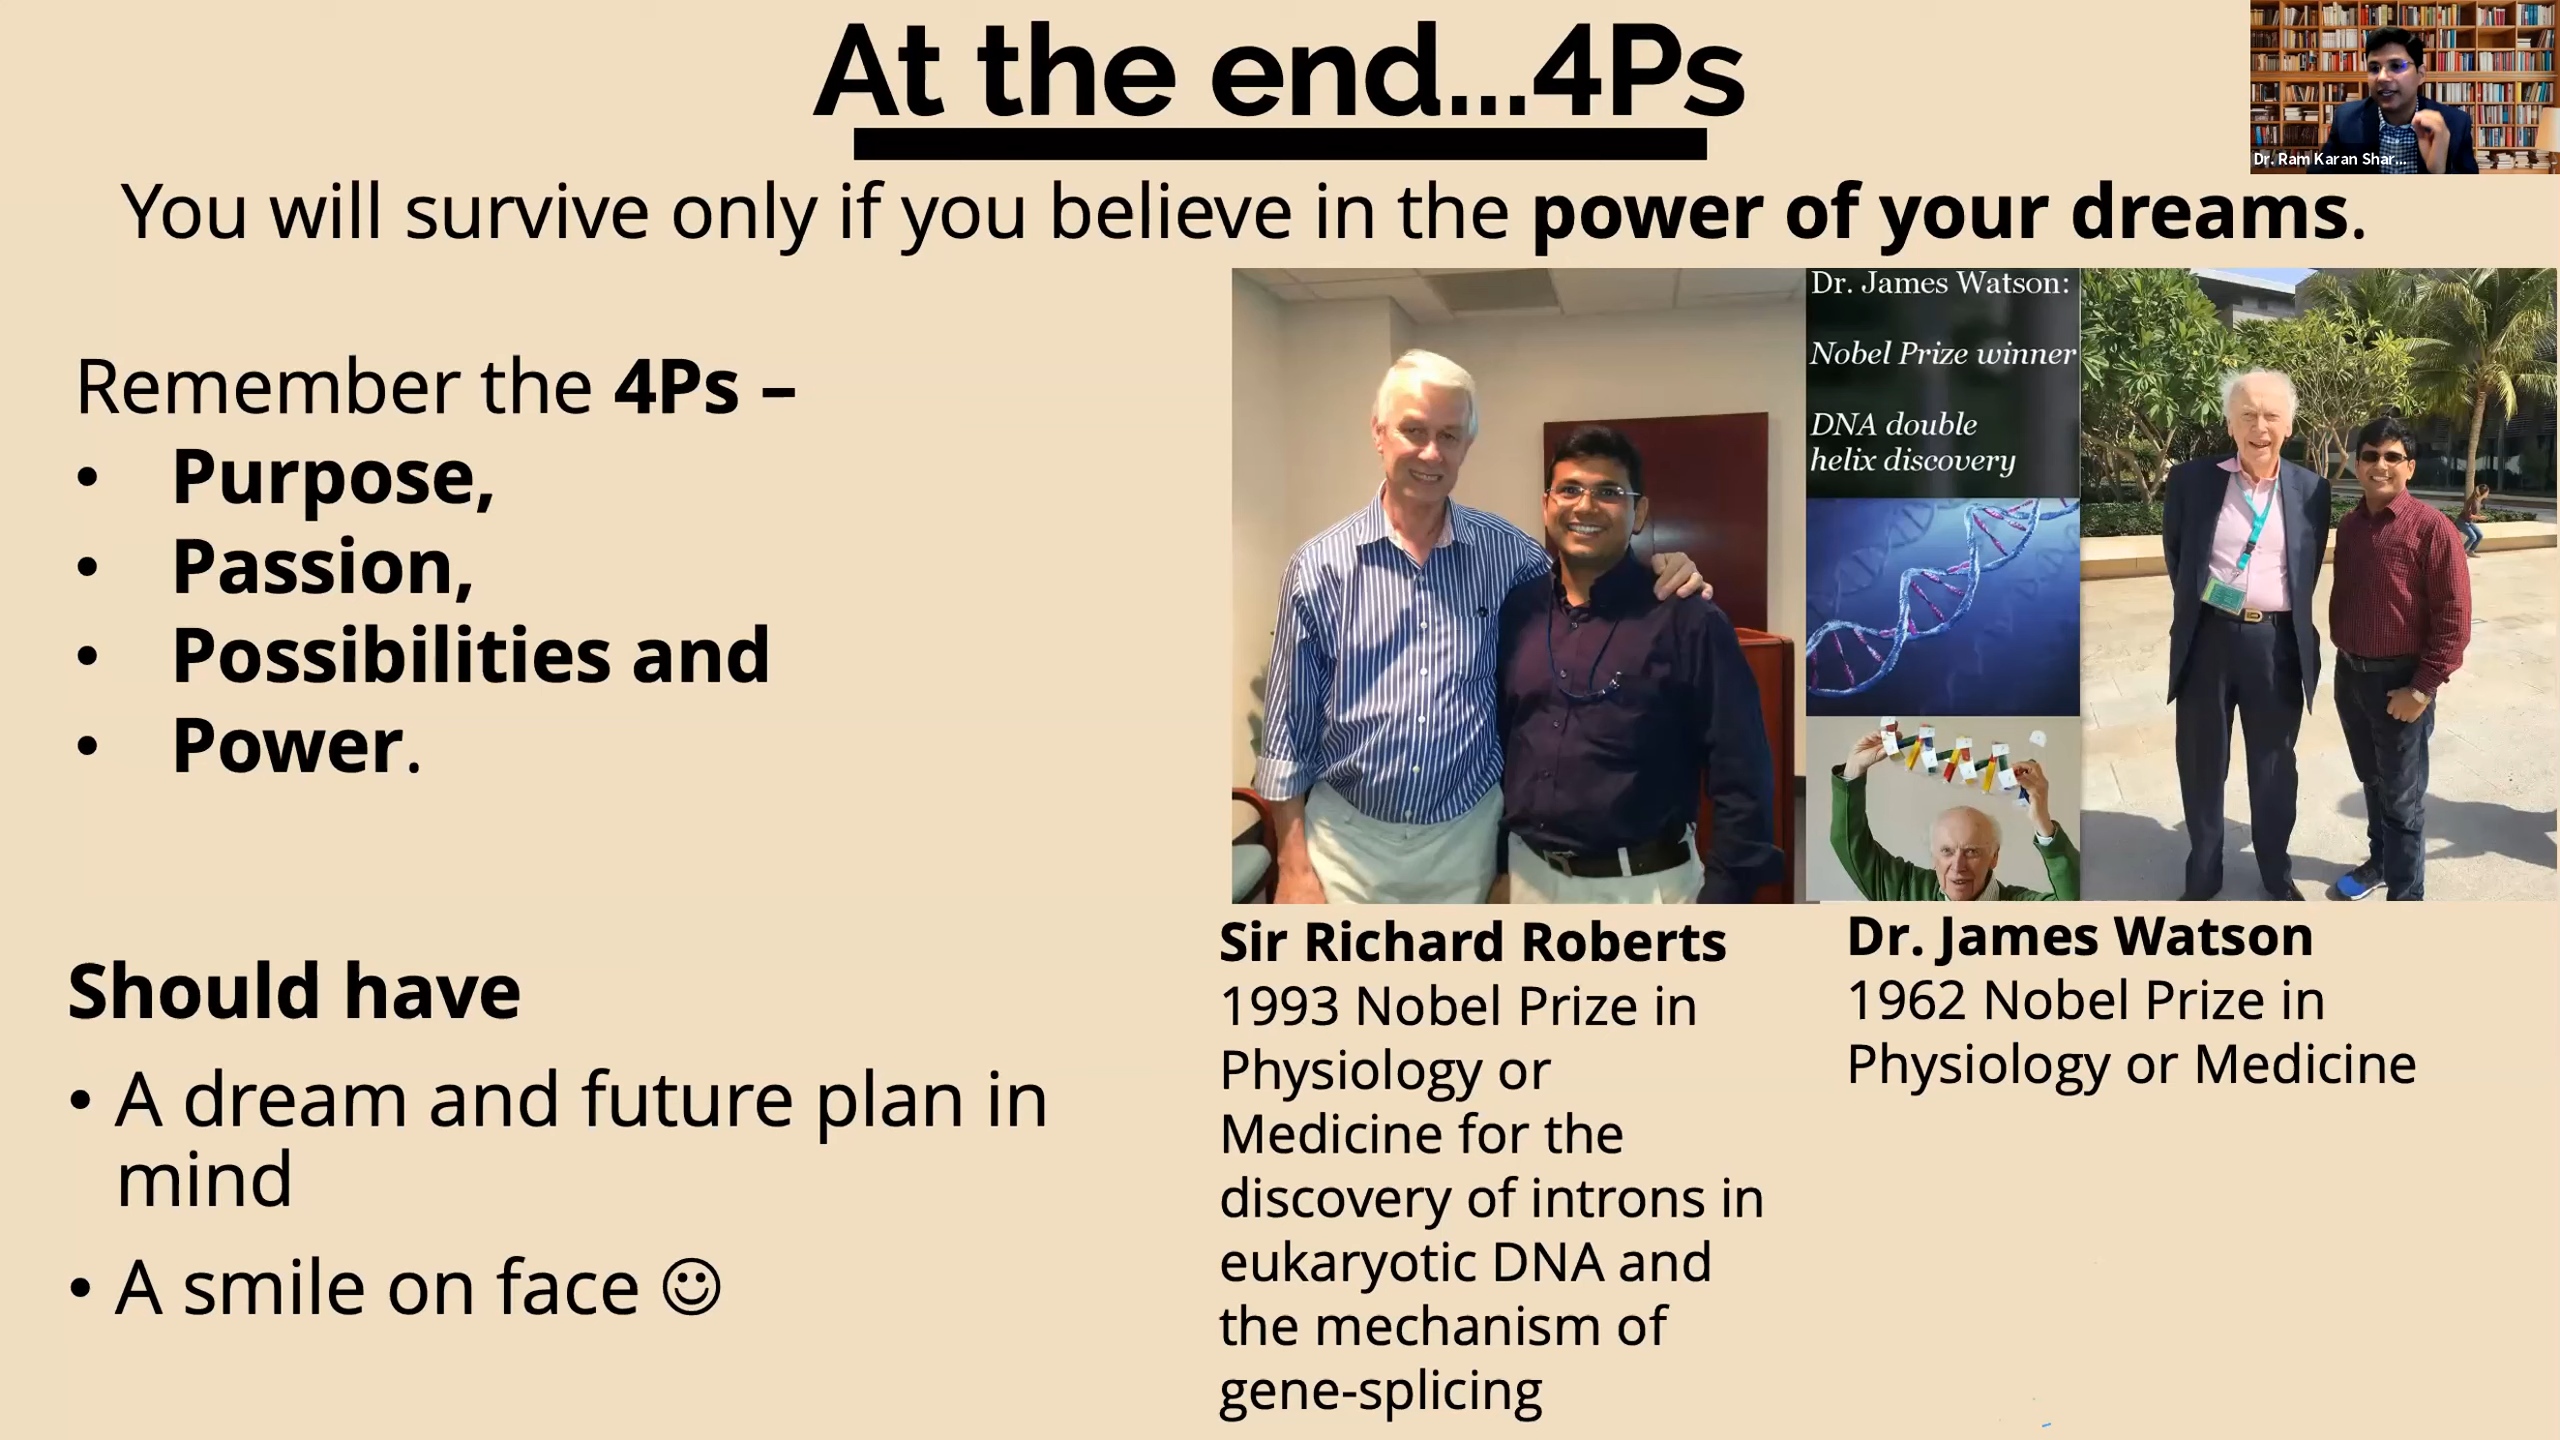 At the end...4Ps
Dr. Ram Karan Shar...
You will survive only if you believe in the power of your dreams.
Remember the 4Ps –
• Purpose,
• Passion,
• Possibilities and
• Power.
Should have
• A dream and future plan in
mind
• A smile on face ☺
Dr. James Watson:
Nobel Prize winner
DNA double
helix discovery
Sir Richard Roberts
1993 Nobel Prize in
Physiology or
Medicine for the
discovery of introns in
eukaryotic DNA and
the mechanism of
gene-splicing
Dr. James Watson
1962 Nobel Prize in
Physiology or Medicine